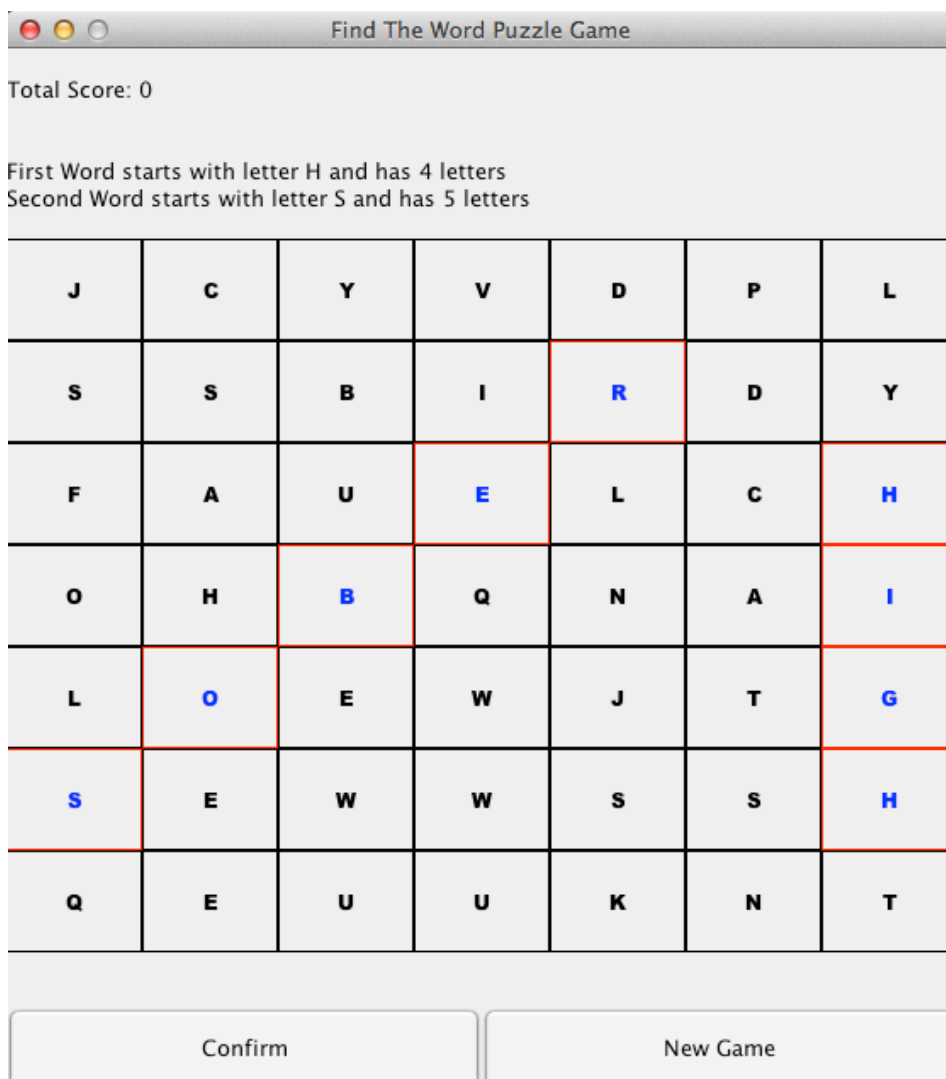 Find The Word Puzzle Game
Total Score: 0
First Word starts with letter H and has 4 letters
Second Word starts with letter S and has 5 letters
J C Y V D P L
S S B I R D Y
F A U E L C H
O H B Q N A I
L O E W J T G
S E W W S S H
Q E U U K N T
Confirm New Game